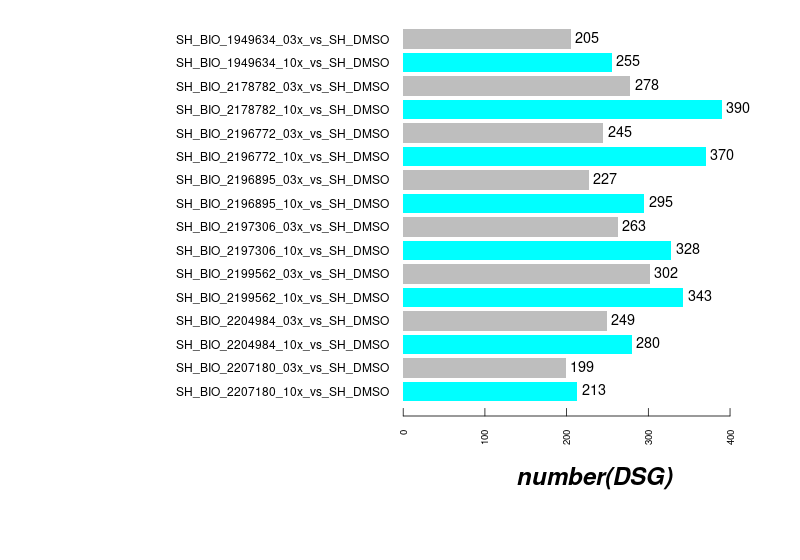 SH_BIO_1949634_03x_vs_SH_DMSO 205
SH_BIO_1949634_10x_vs_SH_DMSO 255
SH_BIO_2178782_03x_vs_SH_DMSO 278
SH_BIO_2178782_10x_vs_SH_DMSO 390
SH_BIO_2196772_03x_vs_SH_DMSO 245
SH_BIO_2196772_10x_vs_SH_DMSO 370
SH_BIO_2196895_03x_vs_SH_DMSO 227
SH_BIO_2196895_10x_vs_SH_DMSO 295
SH_BIO_2197306_03x_vs_SH_DMSO 263
SH_BIO_2197306_10x_vs_SH_DMSO 328
SH_BIO_2199562_03x_vs_SH_DMSO 302
SH_BIO_2199562_10x_vs_SH_DMSO 343
SH_BIO_2204984_03x_vs_SH_DMSO 249
SH_BIO_2204984_10x_vs_SH_DMSO 280
SH_BIO_2207180_03x_vs_SH_DMSO 199
SH_BIO_2207180_10x_vs_SH_DMSO 213
0 100 200 300 400
number(DSG)